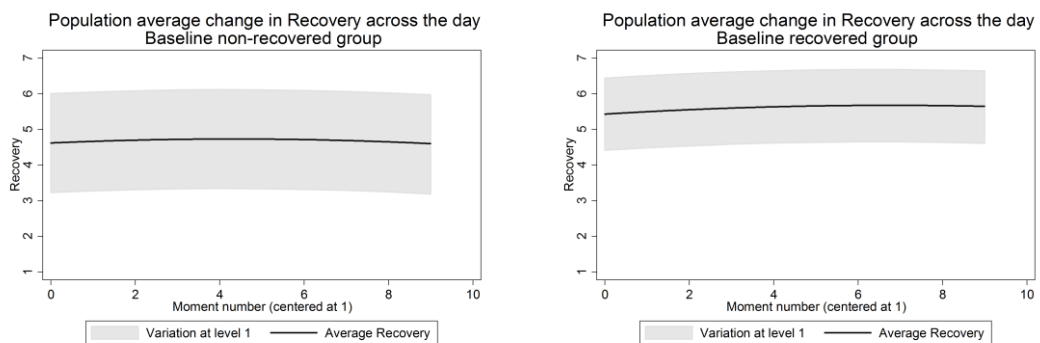 Population average change in Recovery across the day
Baseline non-recovered group
7
6
5
4
3
2
1
Recovery
0
2
4
6
8
10
Moment number (centered at 1)
Variation at level 1
Average Recovery
Population average change in Recovery across the day
Baseline recovered group
7
6
5
4
3
2
1
Recovery
0
2
4
6
8
10
Moment number (centered at 1)
Variation at level 1
Average Recovery